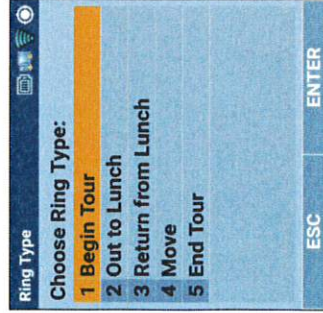 Ring Type
Choose Ring Type:
1 Begin Tour
2 Out to Lunch
3 Return from Lunch
4 Move
5 End Tour
ESC
ENTER